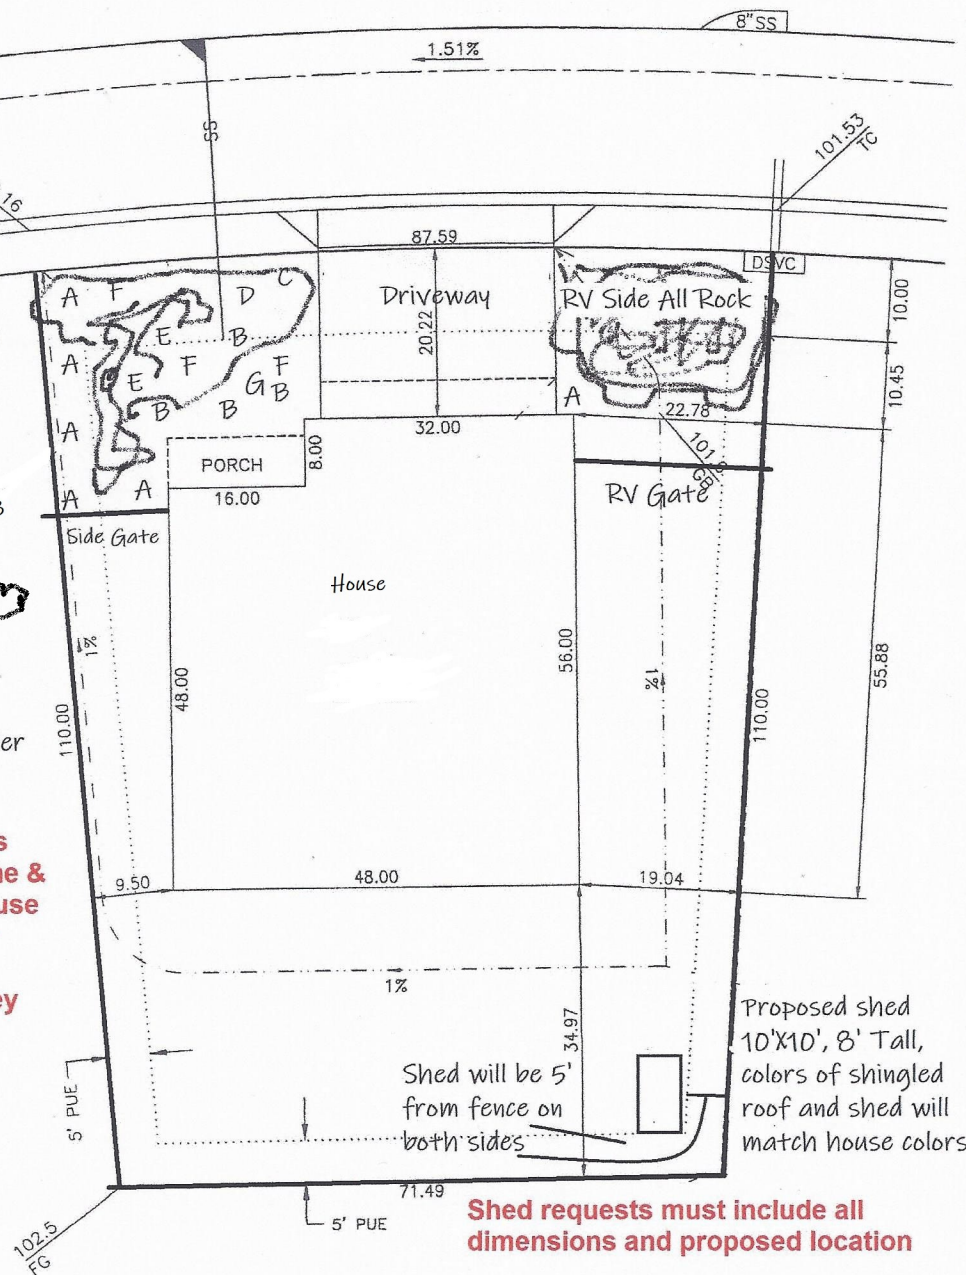 8"SS
1.51%
SS
101.53
TC
16
87.59
DSVC
A F D C
Driveway
RV Side All Rock
10.00
20.22
E B
A F F
E G B
B B
A
A
10.45
22.78
32.00
8.00
PORCH
16.00
A A
101.
GB
RV Gate
Side Gate
House
1%
48.00
56.00
1%
55.88
110.00
110.00
er
s
e &
use
9.50
48.00
19.04
ey
1%
34.97
Proposed shed
10'X10', 8' Tall,
colors of shingled
roof and shed will
match house colors
Shed will be 5'
from fence on
both sides
5' PUE
71.49
5' PUE
Shed requests must include all
dimensions and proposed location
102.5
FG